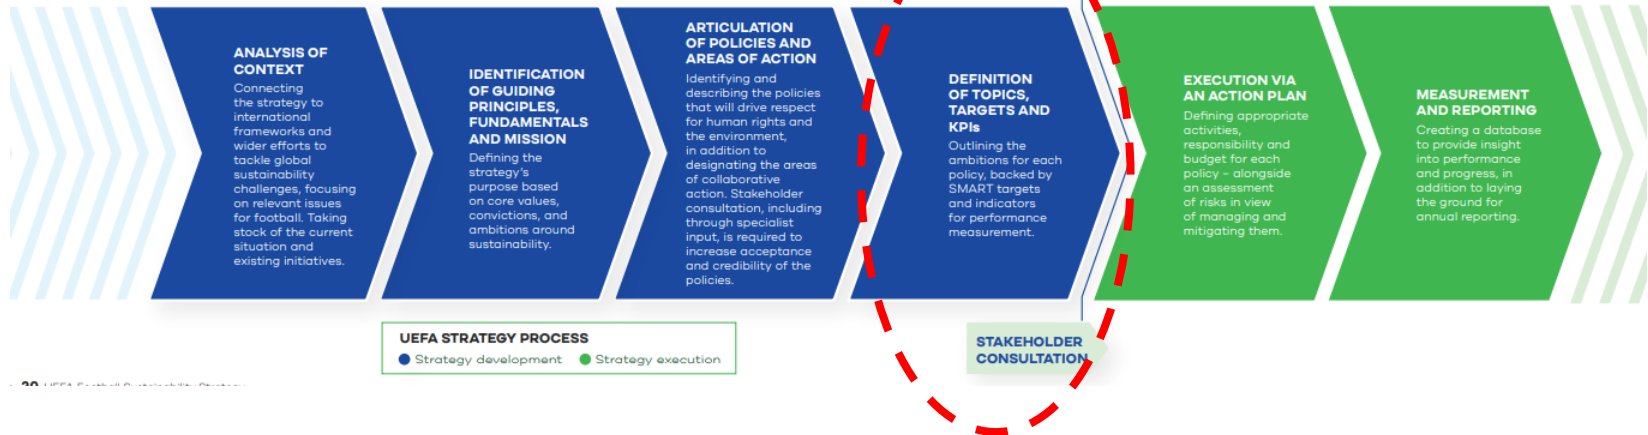 ANALYSIS OF
CONTEXT
Connecting
the strategy to
international
frameworks and
wider efforts to
tackle global
sustainability
challenges, focusing
on relevant issues
for football. Taking
stock of the current
situation and
existing initiatives.
IDENTIFICATION
OF GUIDING
PRINCIPLES,
FUNDAMENTALS
AND MISSION
Defining the
strategy's
purpose based
on core values,
convictions, and
ambitions around
sustainability.
ARTICULATION
OF POLICIES AND
AREAS OF ACTION
Identifying and
describing the policies
that will drive respect
for human rights and
the environment,
in addition to
designating the areas
of collaborative
action. Stakeholder
consultation, including
through specialist
input, is required to
increase acceptance
and credibility of the
policies.
DEFINITION
OF TOPICS,
TARGETS AND
KPIs
Outlining the
ambitions for each
policy, backed by
SMART targets
and indicators
for performance
measurement.
EXECUTION VIA
AN ACTION PLAN
Defining appropriate
activities,
responsibility and
budget for each
policy – alongside
an assessment
of risks in view
of managing and
mitigating them.
MEASUREMENT
AND REPORTING
Creating a database
to provide insight
into performance
and progress, in
addition to laying
the ground for
annual reporting.
UEFA STRATEGY PROCESS
Strategy development Strategy execution
STAKEHOLDER
CONSULTATION
20 UEFA Football Sustainability Strategy